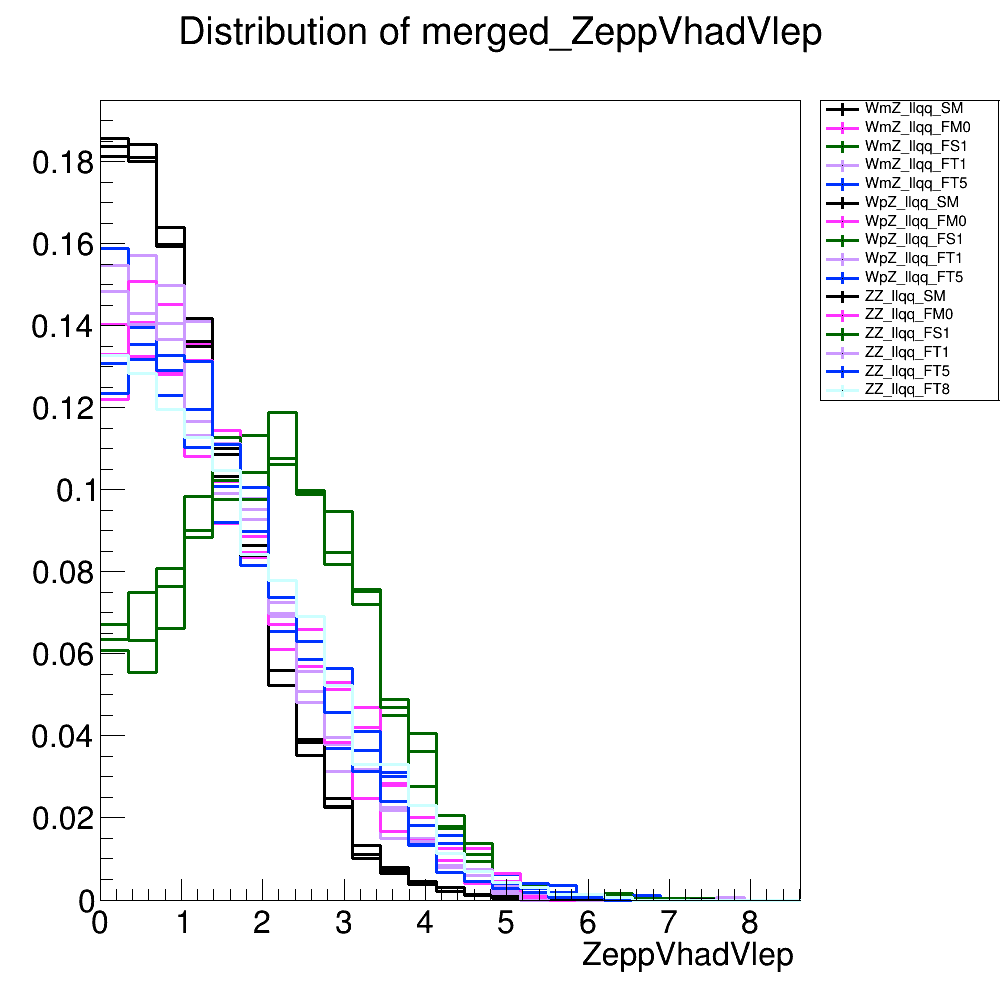 Distribution of merged_ZeppVhadVlep
WmZ_llqq_SM
WmZ_llqq_FM0
WmZ_llqq_FS1
WmZ_llqq_FT1
WmZ_llqq_FT5
WpZ_llqq_SM
WpZ_llqq_FM0
WpZ_llqq_FS1
WpZ_llqq_FT1
WpZ_llqq_FT5
ZZ_llqq_SM
ZZ_llqq_FM0
ZZ_llqq_FS1
ZZ_llqq_FT1
ZZ_llqq_FT5
ZZ_llqq_FT8
0.18
0.16
0.14
0.12
0.1
0.08
0.06
0.04
0.02
0
0 1 2 3 4 5 6 7 8
ZeppVhadVlep